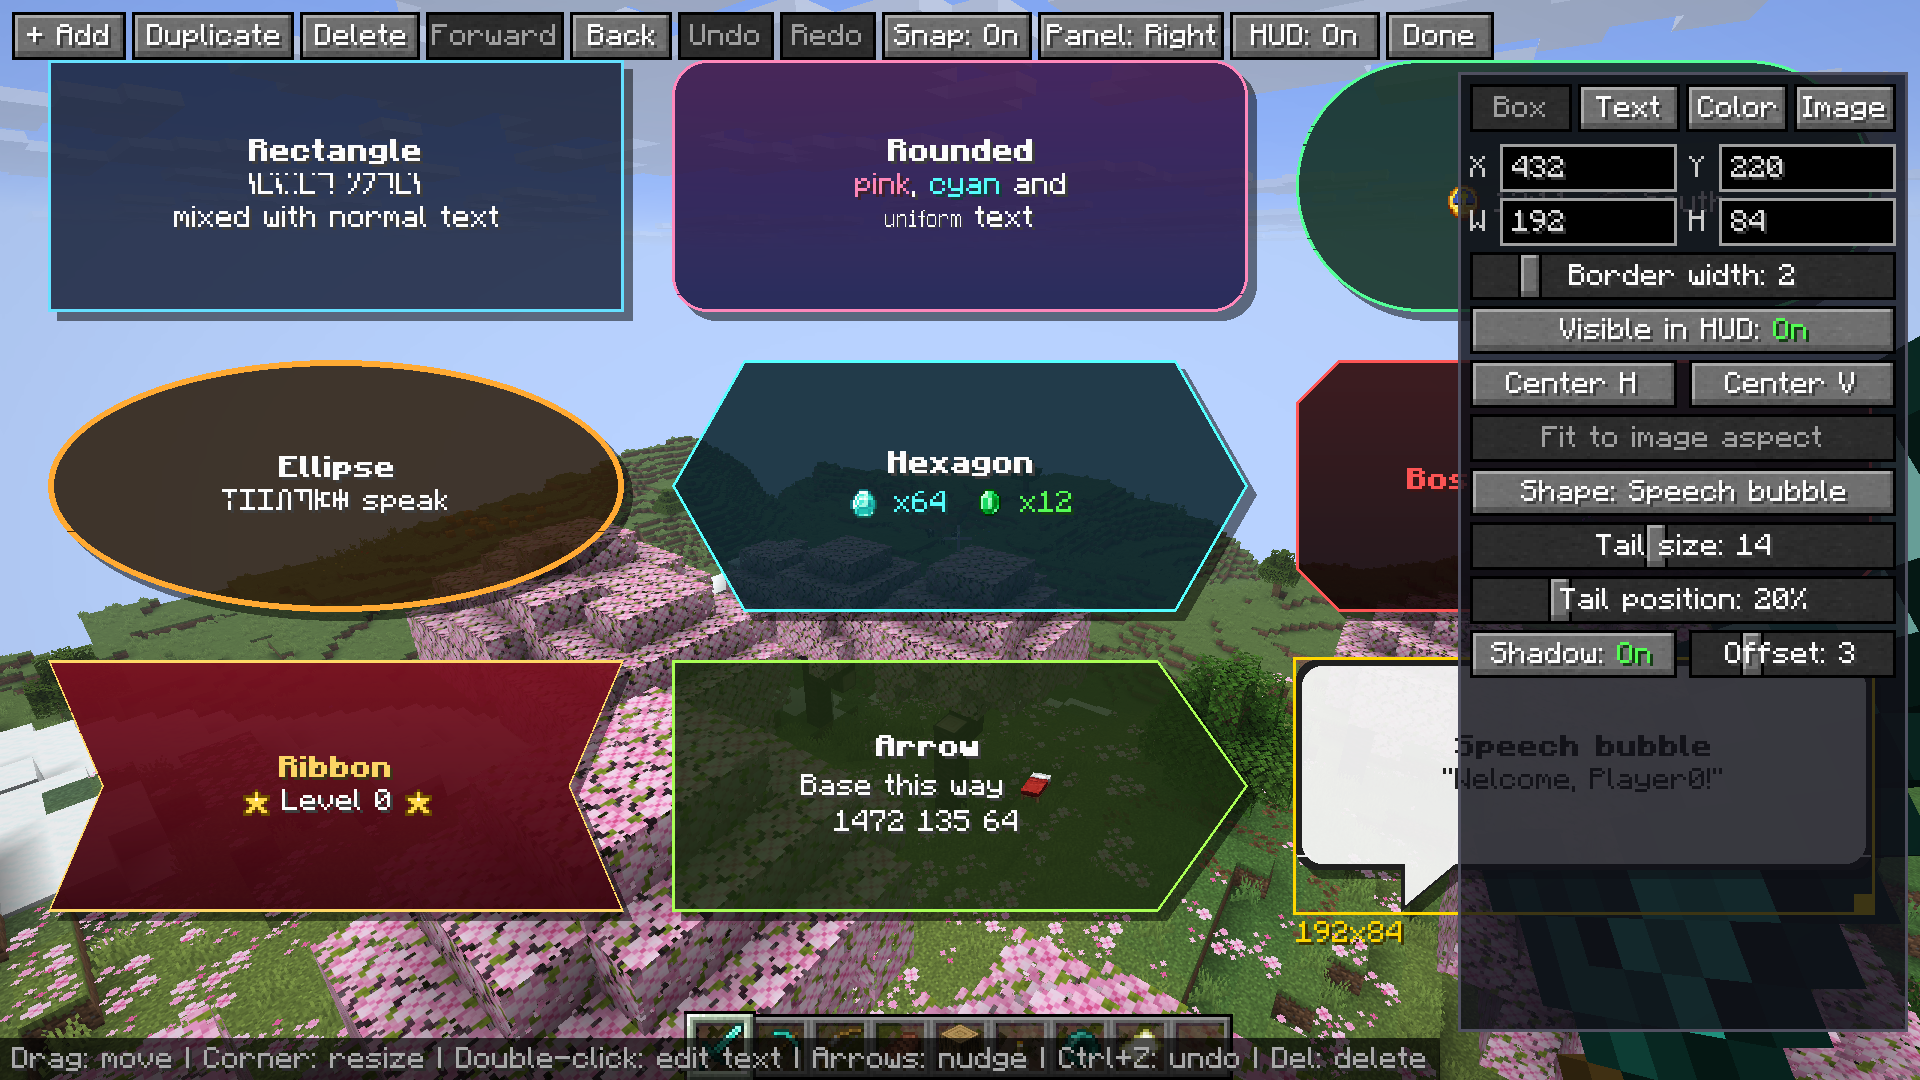 + Add Duplicate Delete Forward Back Undo Redo Snap: On Panel: Right HUD: On Done
Rectangle
mixed with normal text
Rounded
pink, cyan and
uniform text
Ellipse
speak
Hexagon
x64 x12
Bos
Ribbon
★ Level 0 ★
Arrow
Base this way
1472 135 64
Speech bubble
"Welcome, Player0!"
192x84
Box Text Color Image
X 432 Y 220
W 192 H 84
Border width: 2
Visible in HUD: On
Center H Center V
Fit to image aspect
Shape: Speech bubble
Tail size: 14
Tail position: 20%
Shadow: On Offset: 3
Drag: move | Corner: resize | Double-click: edit text | Arrows: nudge | Ctrl+Z: undo | Del: delete